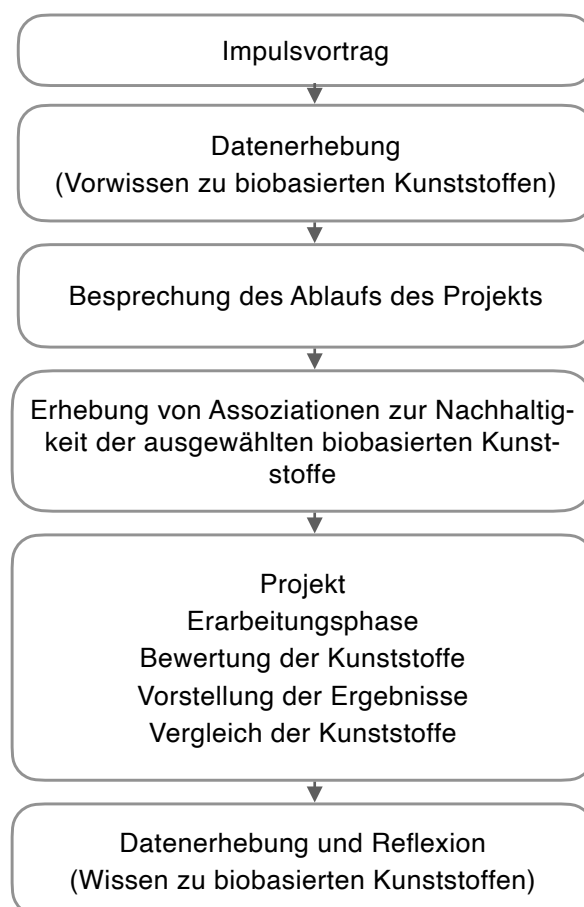 Impulsvortrag
Datenerhebung
(Vorwissen zu biobasierten Kunststoffen)
Besprechung des Ablaufs des Projekts
Erhebung von Assoziationen zur Nachhaltig-
keit der ausgewählten biobasierten Kunst-
stoffe
Projekt
Erarbeitungsphase
Bewertung der Kunststoffe
Vorstellung der Ergebnisse
Vergleich der Kunststoffe
Datenerhebung und Reflexion
(Wissen zu biobasierten Kunststoffen)